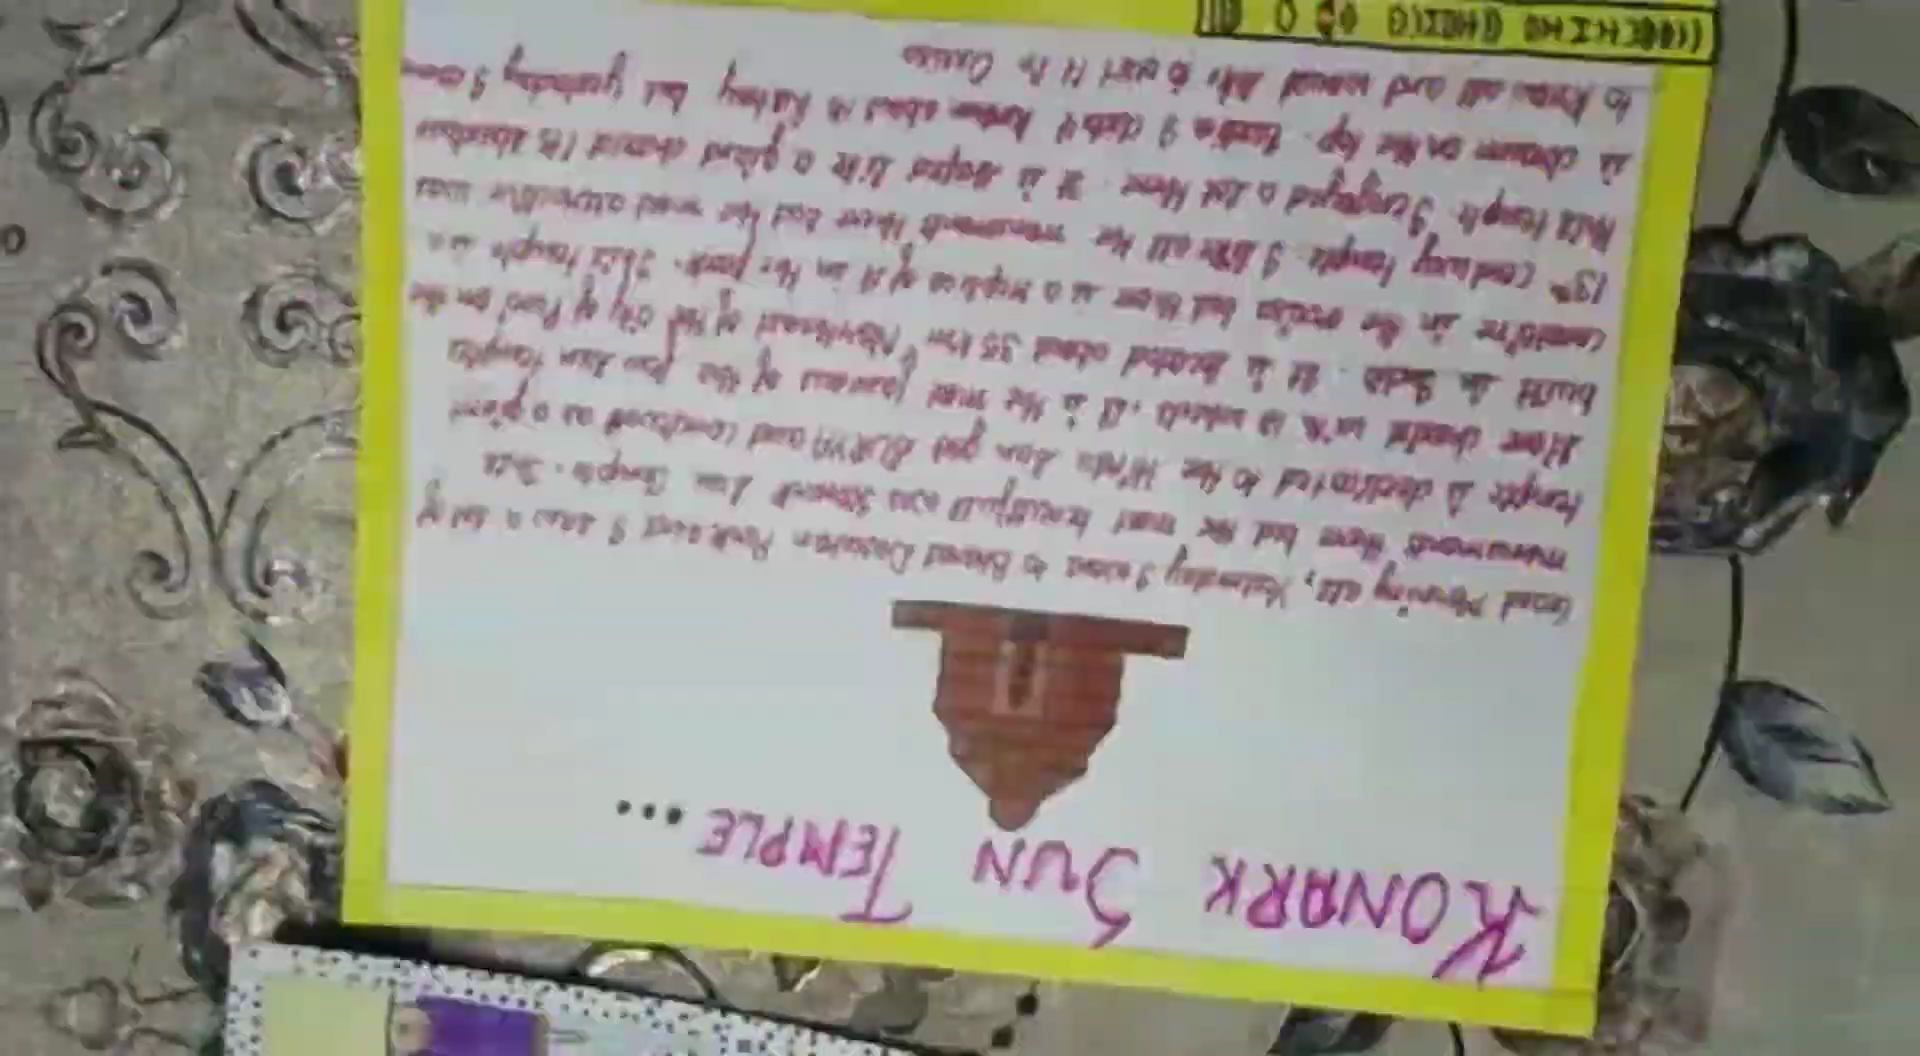 KONARK SUN TEMPLE ...
Good Morning all, Yesterday I went to Bharat Darshan Park and I saw a lot of
monuments there but the most beautiful was Konark Sun Temple. This
temple is dedicated to the Hindu Sun god SURYA and conceived as a giant
stone chariot with 12 wheels. It is the most famous of the few sun temples
built in India. It is located about 35 km Northeast of the city of Puri on the
coastline in the but there is a replica of it in the park. This temple is a
13th century temple. I like all the monuments there but the most attractive was
this temple. I enjoyed a lot there. It is shaped like a giant chariot
is on the top. I didn't know about its history but yesterday I
to know all and would like to visit it in